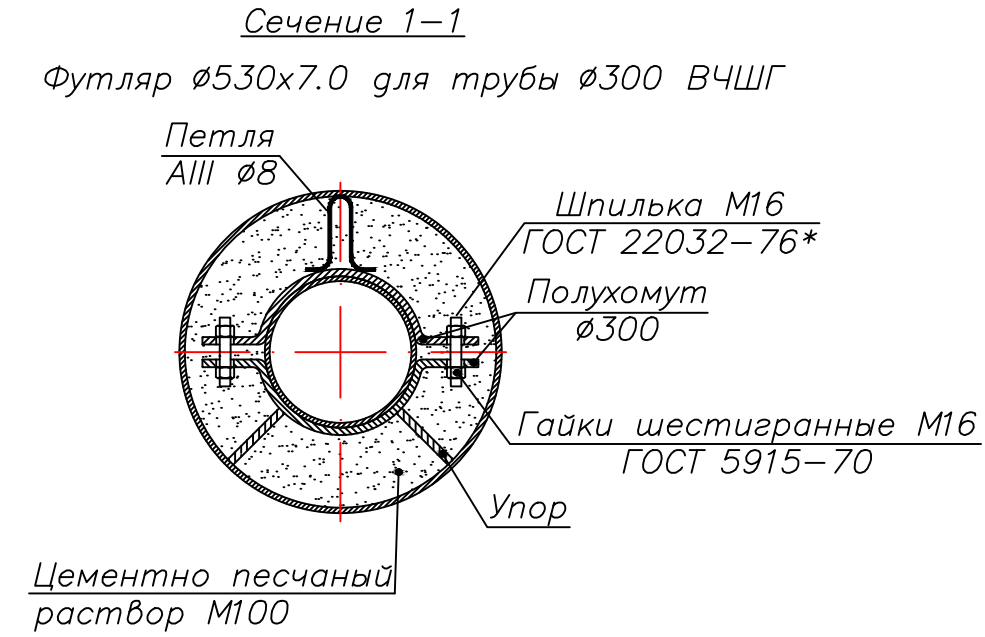 Сечение 1-1
Футляр ø530х7.0 для трубы ø300 ВЧШГ
Петля
АIII ø8
Шпилька М16
ГОСТ 22032-76*
Полухомут
ø300
Гайки шестигранные М16
ГОСТ 5915-70
Упор
Цементно песчаный
раствор М100